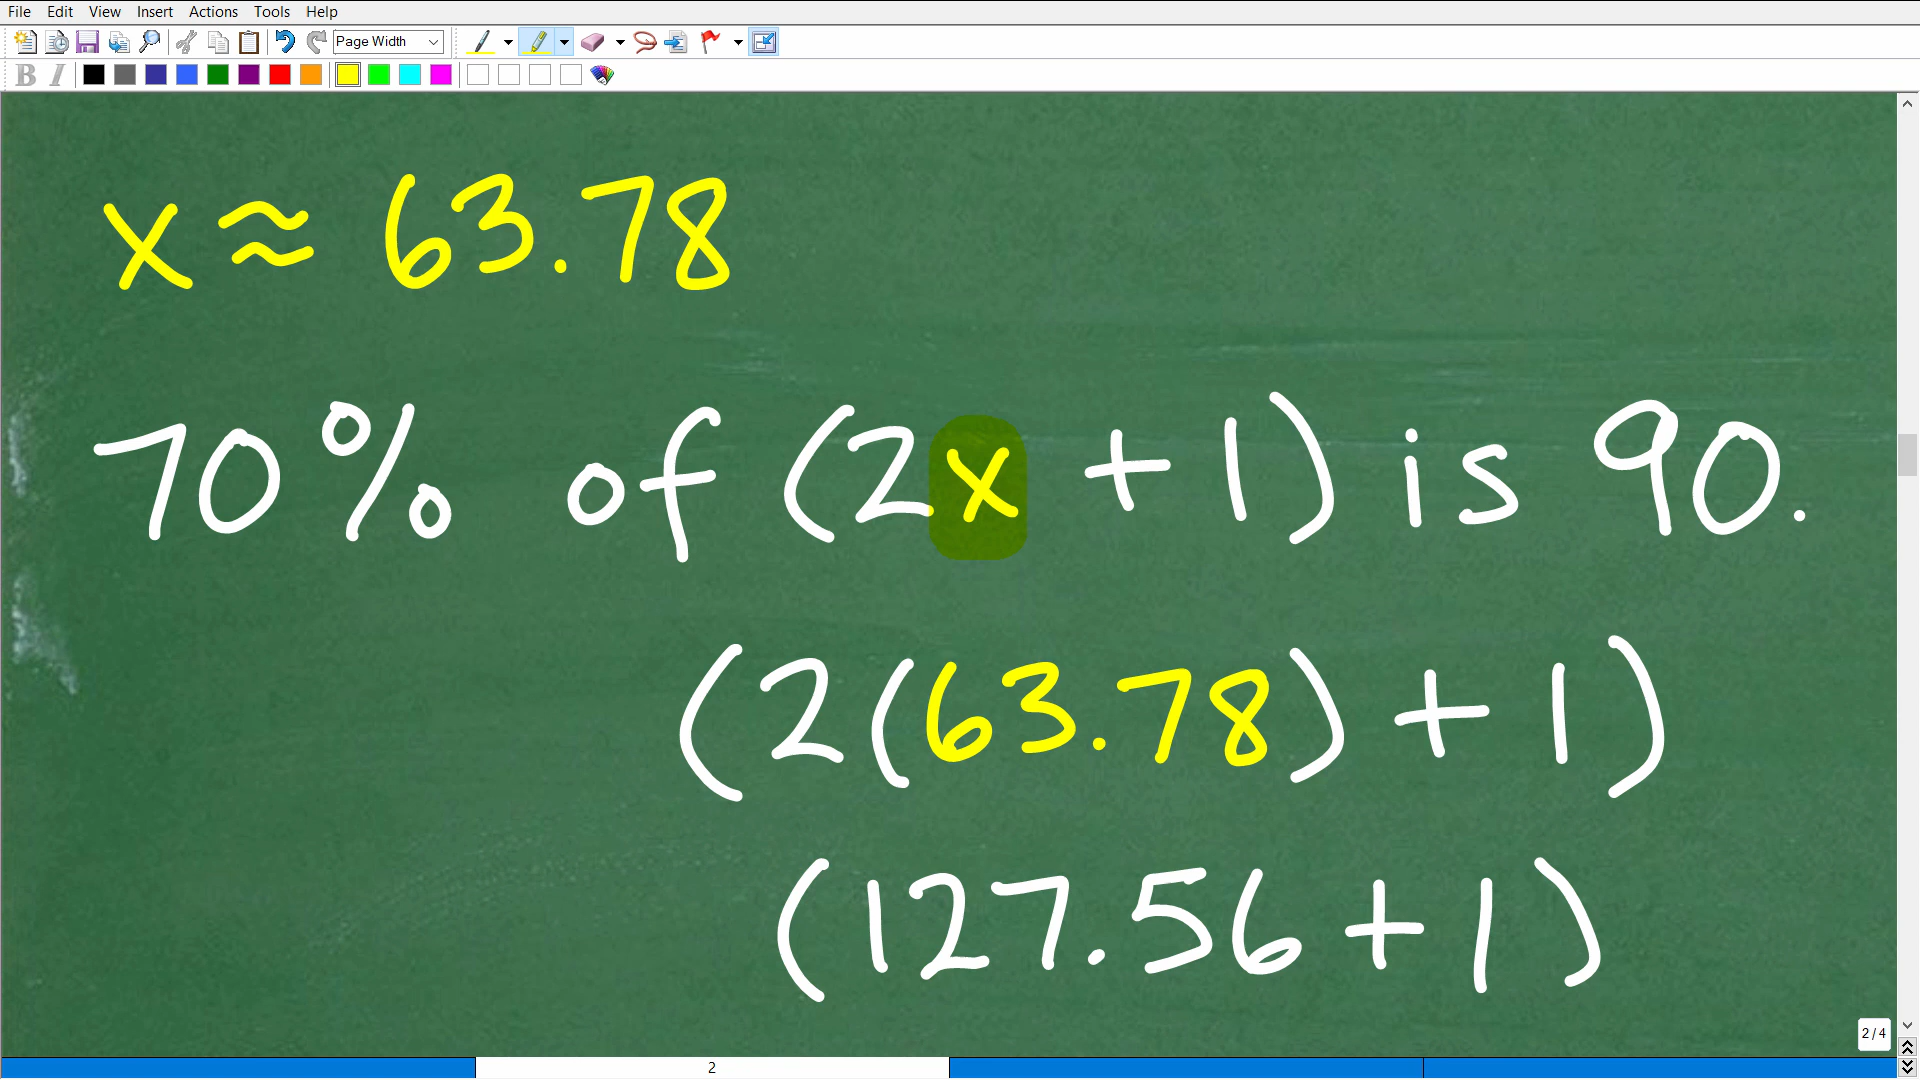 File Edit View Insert Actions Tools Help
Page Width
B I
x ≈ 63.78
70% of (2x + 1) is 90.
(2(63.78) + 1)
(127.56 + 1)
2 / 4
2